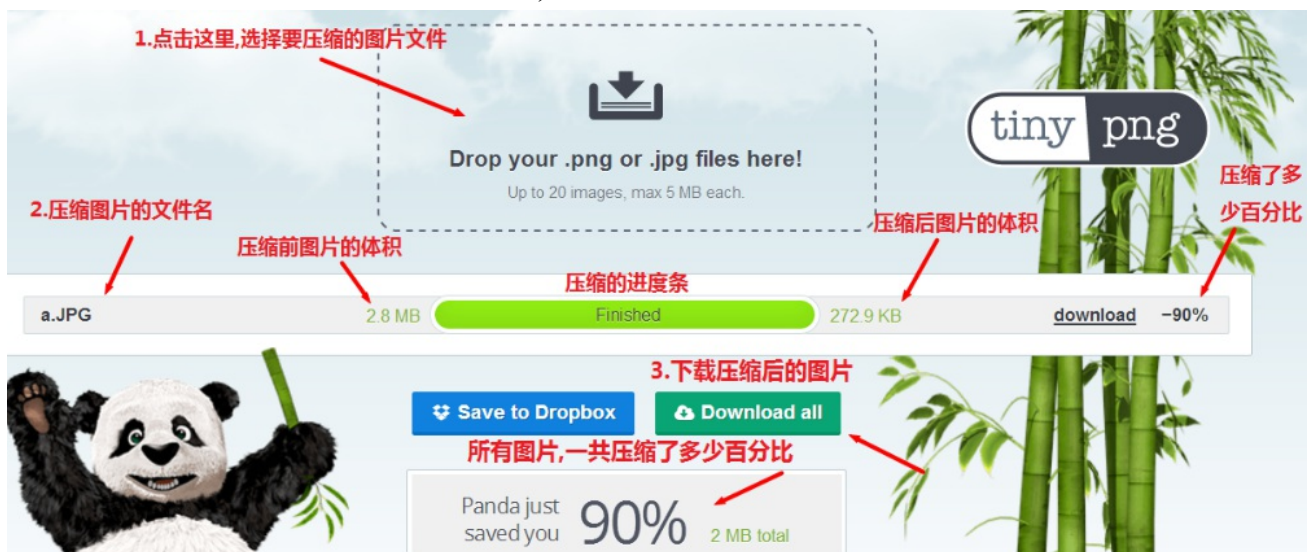 1.点击这里,选择要压缩的图片文件
Drop your .png or .jpg files here!
Up to 20 images, max 5 MB each.
tiny png
压缩了多
少百分比
2.压缩图片的文件名
压缩前图片的体积
压缩后图片的体积
压缩的进度条
a.JPG 2.8 MB Finished 272.9 KB download −90%
3.下载压缩后的图片
Save to Dropbox Download all
所有图片,一共压缩了多少百分比
Panda just
saved you 90% 2 MB total